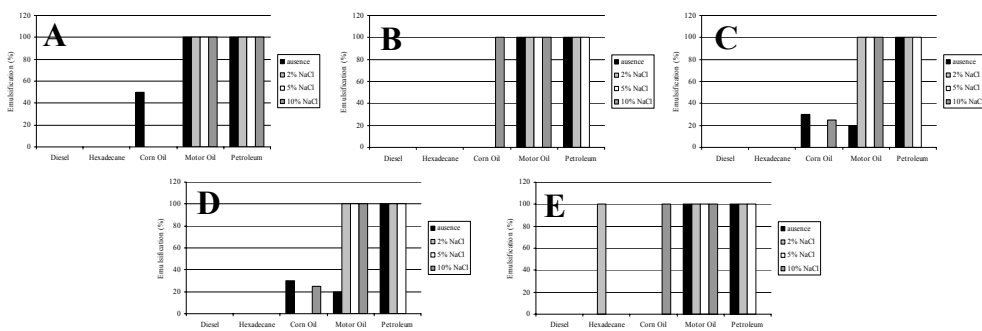 A
120
100
80
60
40
20
0
Emulsification (%)
Diesel Hexadecane Corn Oil Motor Oil Petroleum
ausence
2% NaCl
5% NaCl
10% NaCl
B
120
100
80
60
40
20
0
Emulsification (%)
Diesel Hexadecane Corn Oil Motor Oil Petroleum
ausence
2% NaCl
5% NaCl
10% NaCl
C
120
100
80
60
40
20
0
Emulsification (%)
Diesel Hexadecane Corn Oil Motor Oil Petroleum
ausence
2% NaCl
5% NaCl
10% NaCl
D
120
100
80
60
40
20
0
Emulsification (%)
Diesel Hexadecane Corn Oil Motor Oil Petroleum
ausence
2% NaCl
5% NaCl
10% NaCl
E
120
100
80
60
40
20
0
Emulsification (%)
Diesel Hexadecane Corn Oil Motor Oil Petroleum
ausence
2% NaCl
5% NaCl
10% NaCl